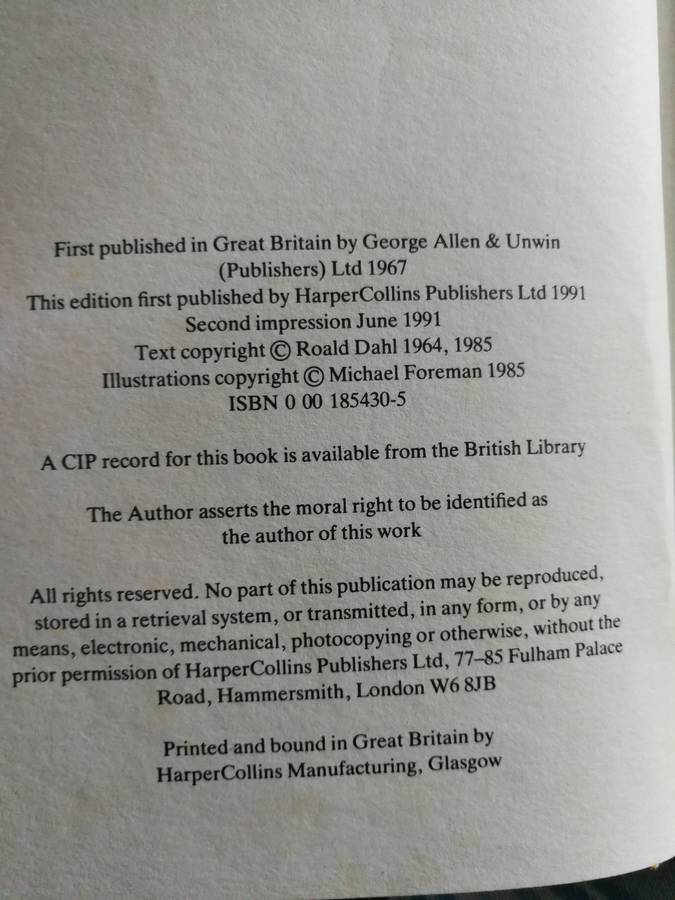 First published in Great Britain by George Allen & Unwin
(Publishers) Ltd 1967
This edition first published by HarperCollins Publishers Ltd 1991
Second impression June 1991
Text copyright © Roald Dahl 1964, 1985
Illustrations copyright © Michael Foreman 1985
ISBN 0 00 185430-5
A CIP record for this book is available from the British Library
The Author asserts the moral right to be identified as
the author of this work
All rights reserved. No part of this publication may be reproduced,
stored in a retrieval system, or transmitted, in any form, or by any
means, electronic, mechanical, photocopying or otherwise, without the
prior permission of HarperCollins Publishers Ltd, 77–85 Fulham Palace
Road, Hammersmith, London W6 8JB
Printed and bound in Great Britain by
HarperCollins Manufacturing, Glasgow